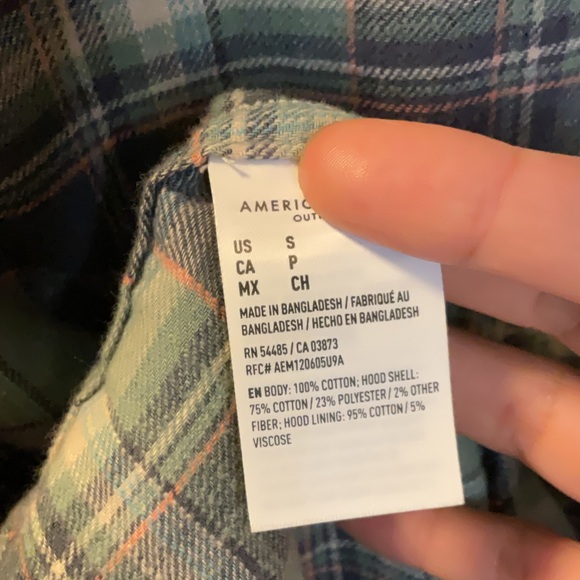 AMERIC
OUT
US S
CA P
MX CH
MADE IN BANGLADESH / FABRIQUÉ AU
BANGLADESH / HECHO EN BANGLADESH
RN 54485 / CA 03873
RFC# AEM120605U9A
EN BODY: 100% COTTON; HOOD SHELL:
75% COTTON / 23% POLYESTER / 2% OTHER
FIBER; HOOD LINING: 95% COTTON / 5%
VISCOSE